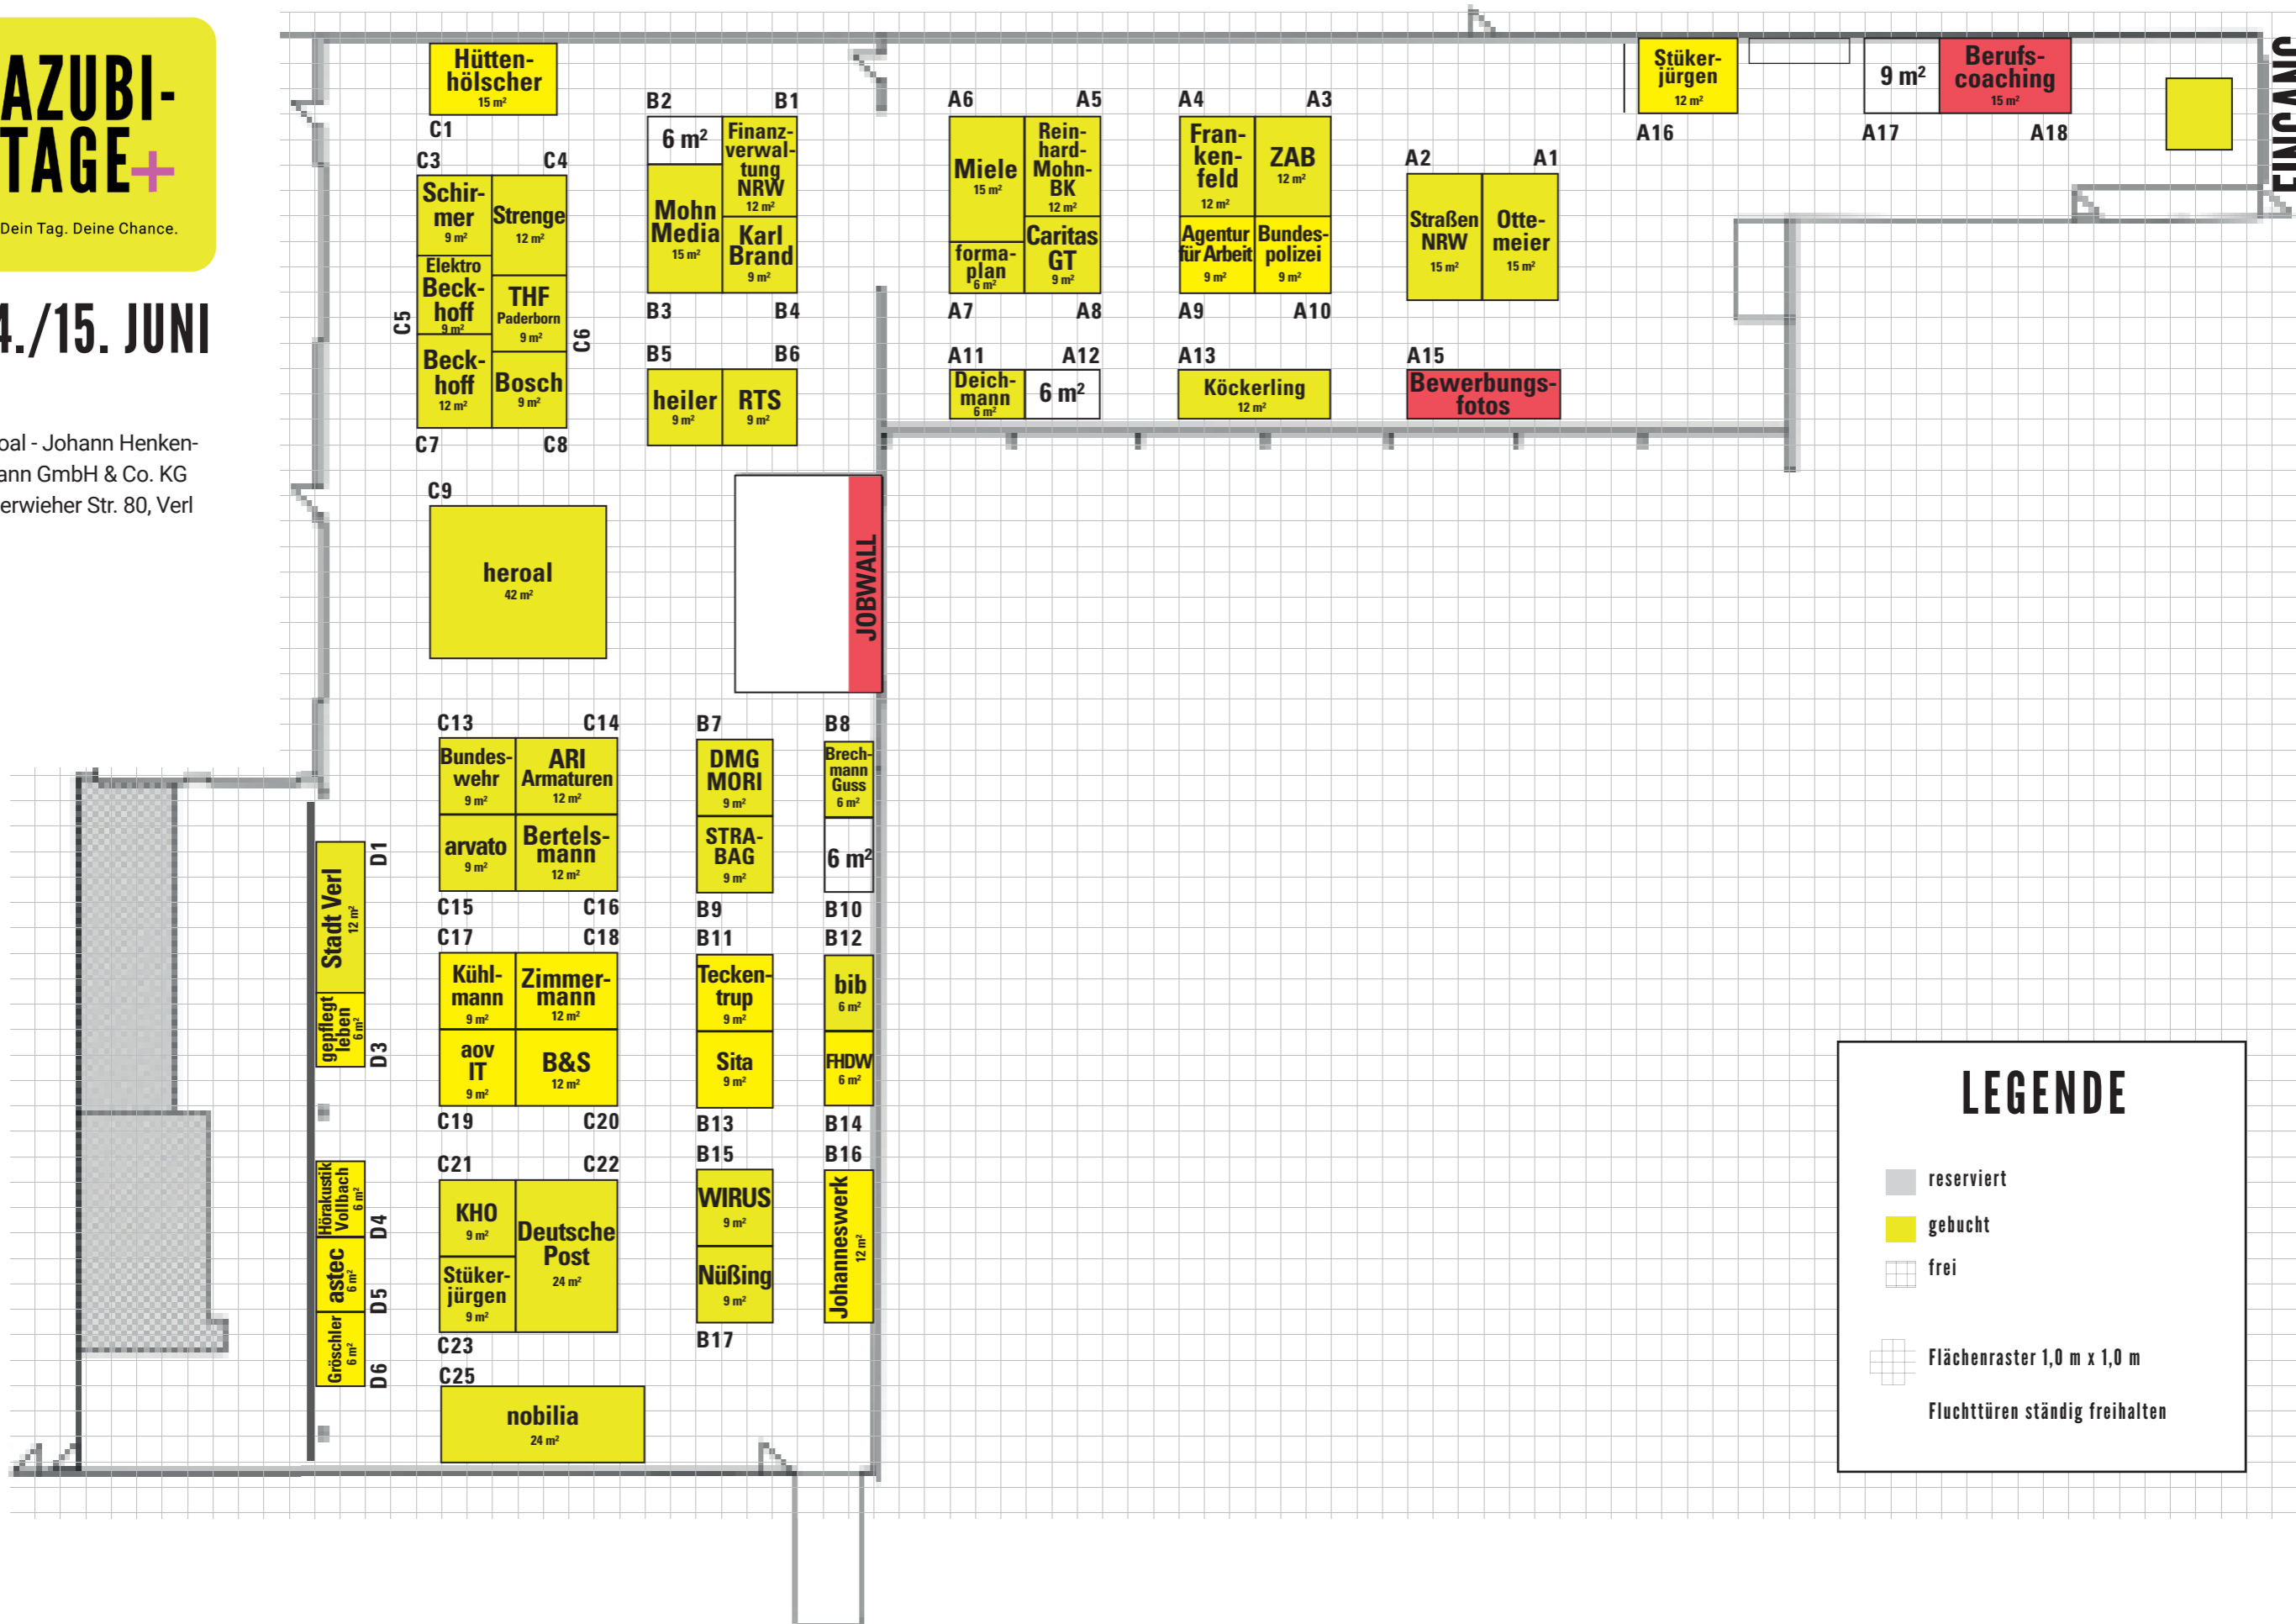 AZUBI-
TAGE+
Dein Tag. Deine Chance.
4./15. JUNI
oal - Johann Henken-
ann GmbH & Co. KG
erwieher Str. 80, Verl
EINGANG
Hütten-
hölscher
15 m²
C1
C3
C4
Schir-
mer
9 m²
Strenge
12 m²
Elektro
Beck-
hoff
9 m²
THF
Paderborn
9 m²
C5
C6
Beck-
hoff
12 m²
Bosch
9 m²
C7
C8
B2
B1
6 m²
Finanz-
verwal-
tung
NRW
12 m²
Mohn
Media
15 m²
Karl
Brand
9 m²
B3
B4
B5
B6
heiler
9 m²
RTS
9 m²
A6
A5
Miele
15 m²
Rein-
hard-
Mohn-
BK
12 m²
forma-
plan
6 m²
Caritas
GT
9 m²
A7
A8
A11
A12
Deich-
mann
6 m²
6 m²
A4
A3
Fran-
ken-
feld
12 m²
ZAB
12 m²
Agentur
für Arbeit
9 m²
Bundes-
polizei
9 m²
A9
A10
A13
Köckerling
12 m²
A2
A1
Straßen
NRW
15 m²
Otte-
meier
15 m²
A15
Bewerbungs-
fotos
Stüker-
jürgen
12 m²
A16
9 m²
Berufs-
coaching
15 m²
A17
A18
C9
heroal
42 m²
JOBWALL
C13
C14
Bundes-
wehr
9 m²
ARI
Armaturen
12 m²
arvato
9 m²
Bertels-
mann
12 m²
C15
C16
C17
C18
Kühl-
mann
9 m²
Zimmer-
mann
12 m²
aov
IT
9 m²
B&S
12 m²
C19
C20
C21
C22
KHO
9 m²
Deutsche
Post
24 m²
Stüker-
jürgen
9 m²
C23
C25
nobilia
24 m²
B7
B8
DMG
MORI
9 m²
Brech-
mann
Guss
6 m²
STRA-
BAG
9 m²
6 m²
B9
B10
B11
B12
Tecken-
trup
9 m²
bib
6 m²
Sita
9 m²
FHDW
6 m²
B13
B14
B15
B16
WIRUS
9 m²
Johanneswerk
12 m²
Nüßing
9 m²
B17
D1
Stadt Verl
12 m²
gepflegt
leben
6 m²
D3
Hörakustik
Vollbach
6 m²
D4
astec
6 m²
D5
Gröschler
6 m²
D6
LEGENDE
reserviert
gebucht
frei
Flächenraster 1,0 m x 1,0 m
Fluchttüren ständig freihalten